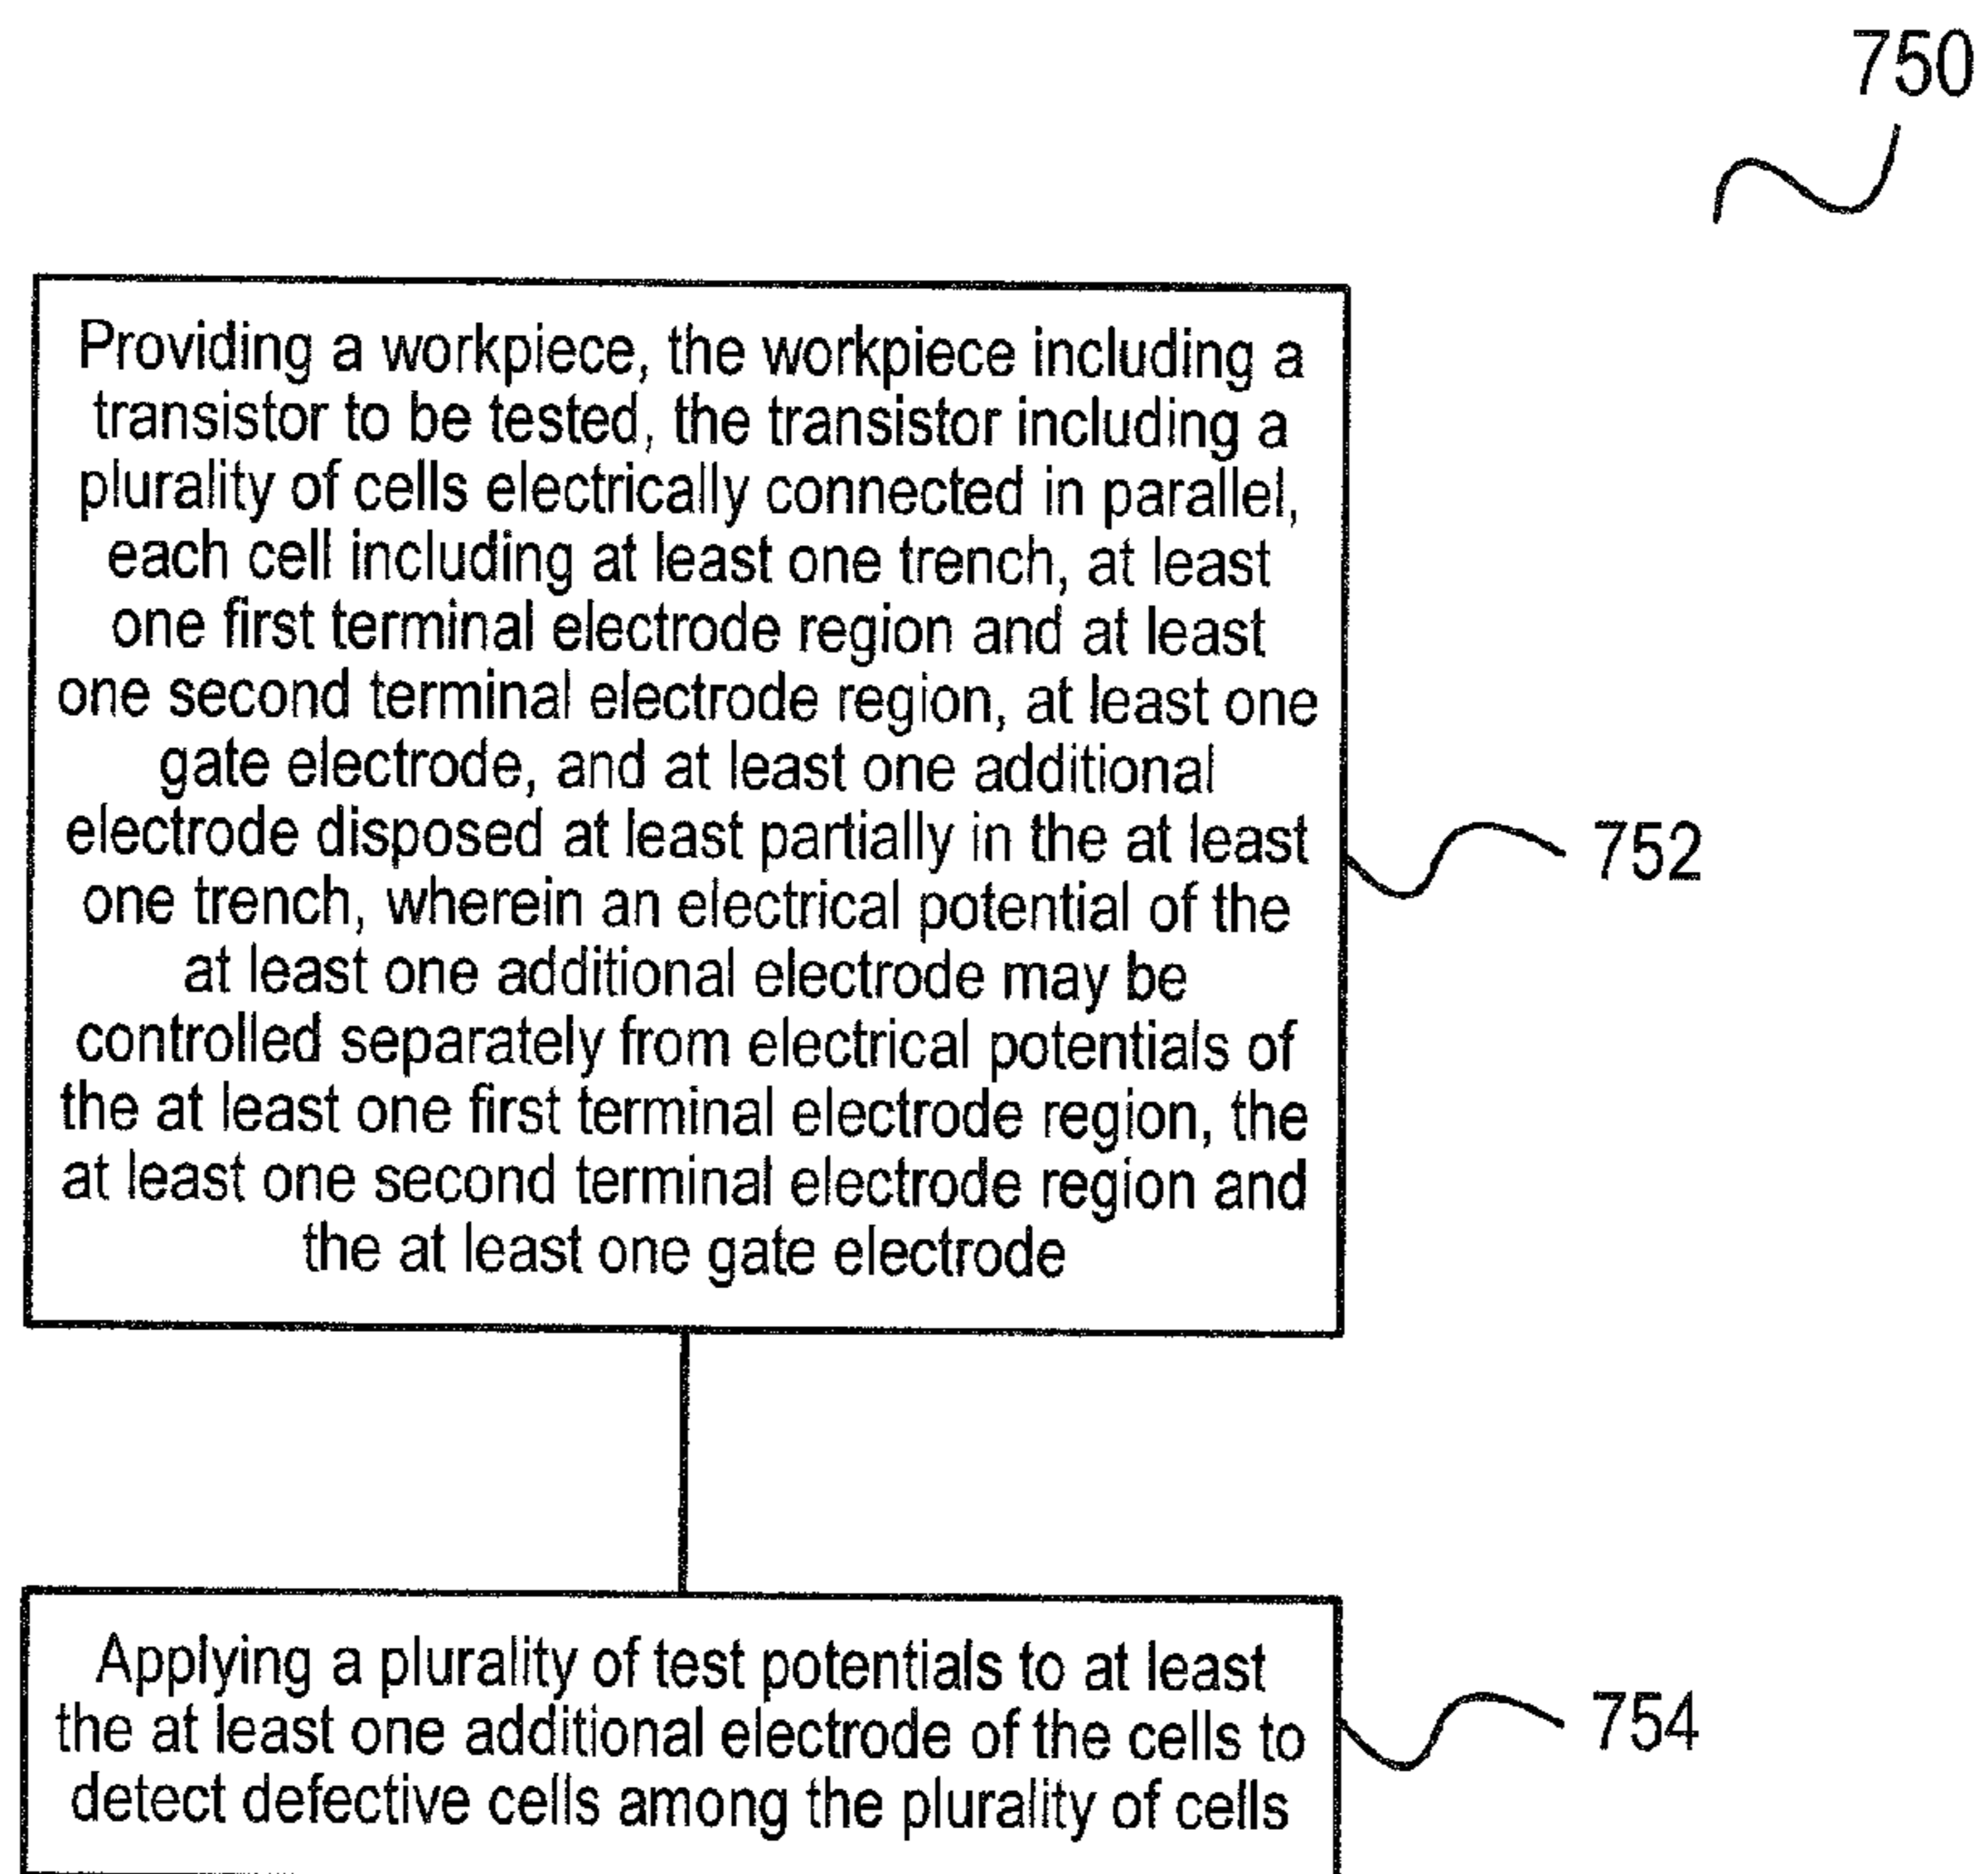 750
Providing a workpiece, the workpiece including a
transistor to be tested, the transistor including a
plurality of cells electrically connected in parallel,
each cell including at least one trench, at least
one first terminal electrode region and at least
one second terminal electrode region, at least one
gate electrode, and at least one additional
electrode disposed at least partially in the at least
one trench, wherein an electrical potential of the
at least one additional electrode may be
controlled separately from electrical potentials of
the at least one first terminal electrode region, the
at least one second terminal electrode region and
the at least one gate electrode
752
Applying a plurality of test potentials to at least
the at least one additional electrode of the cells to
detect defective cells among the plurality of cells
754